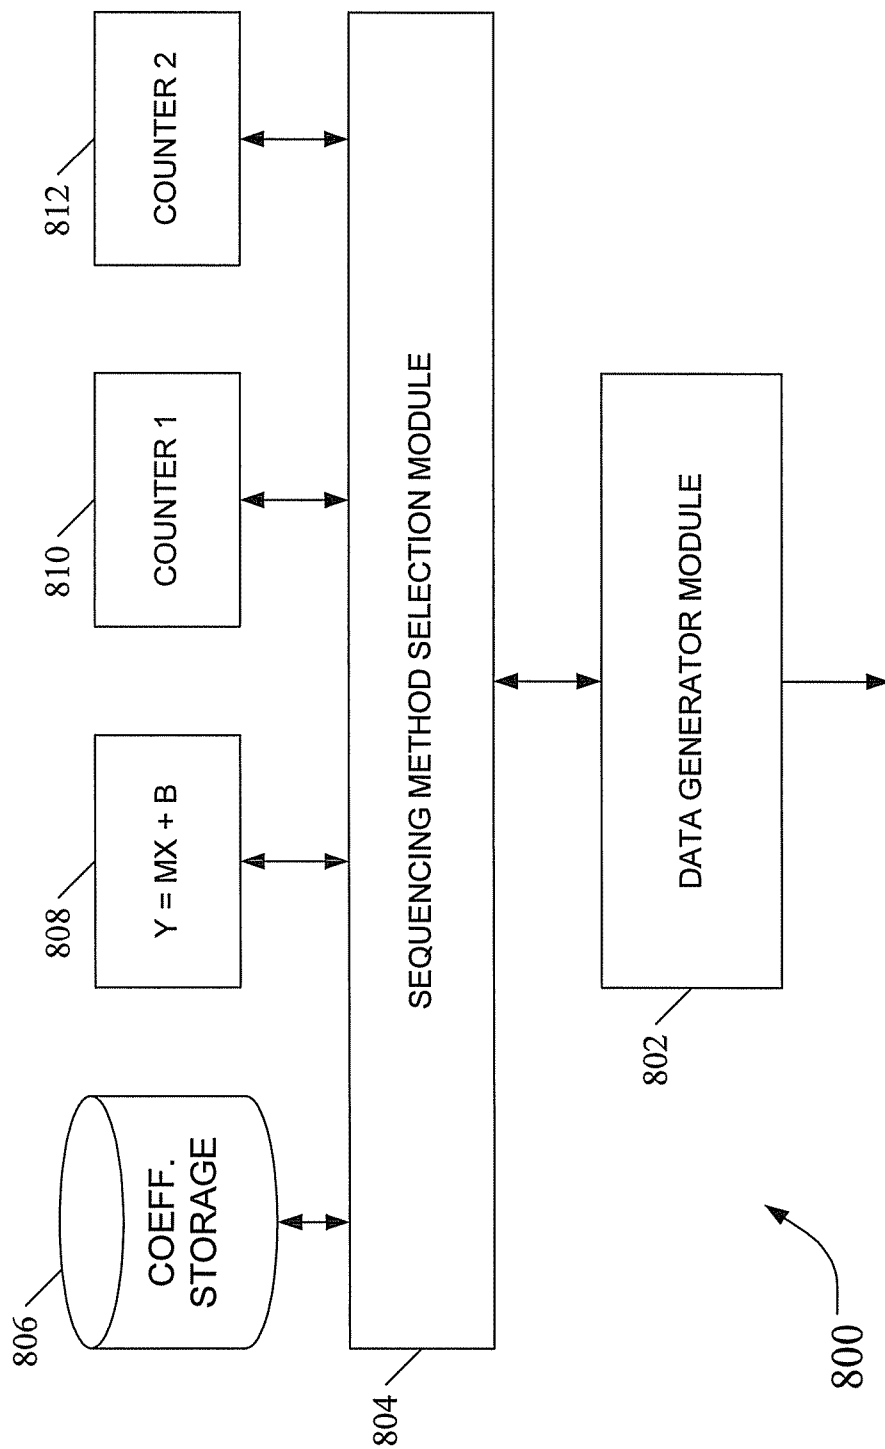 806
COEFF.
STORAGE
808
Y = MX + B
810
COUNTER 1
812
COUNTER 2
804
SEQUENCING METHOD SELECTION MODULE
802
DATA GENERATOR MODULE
800